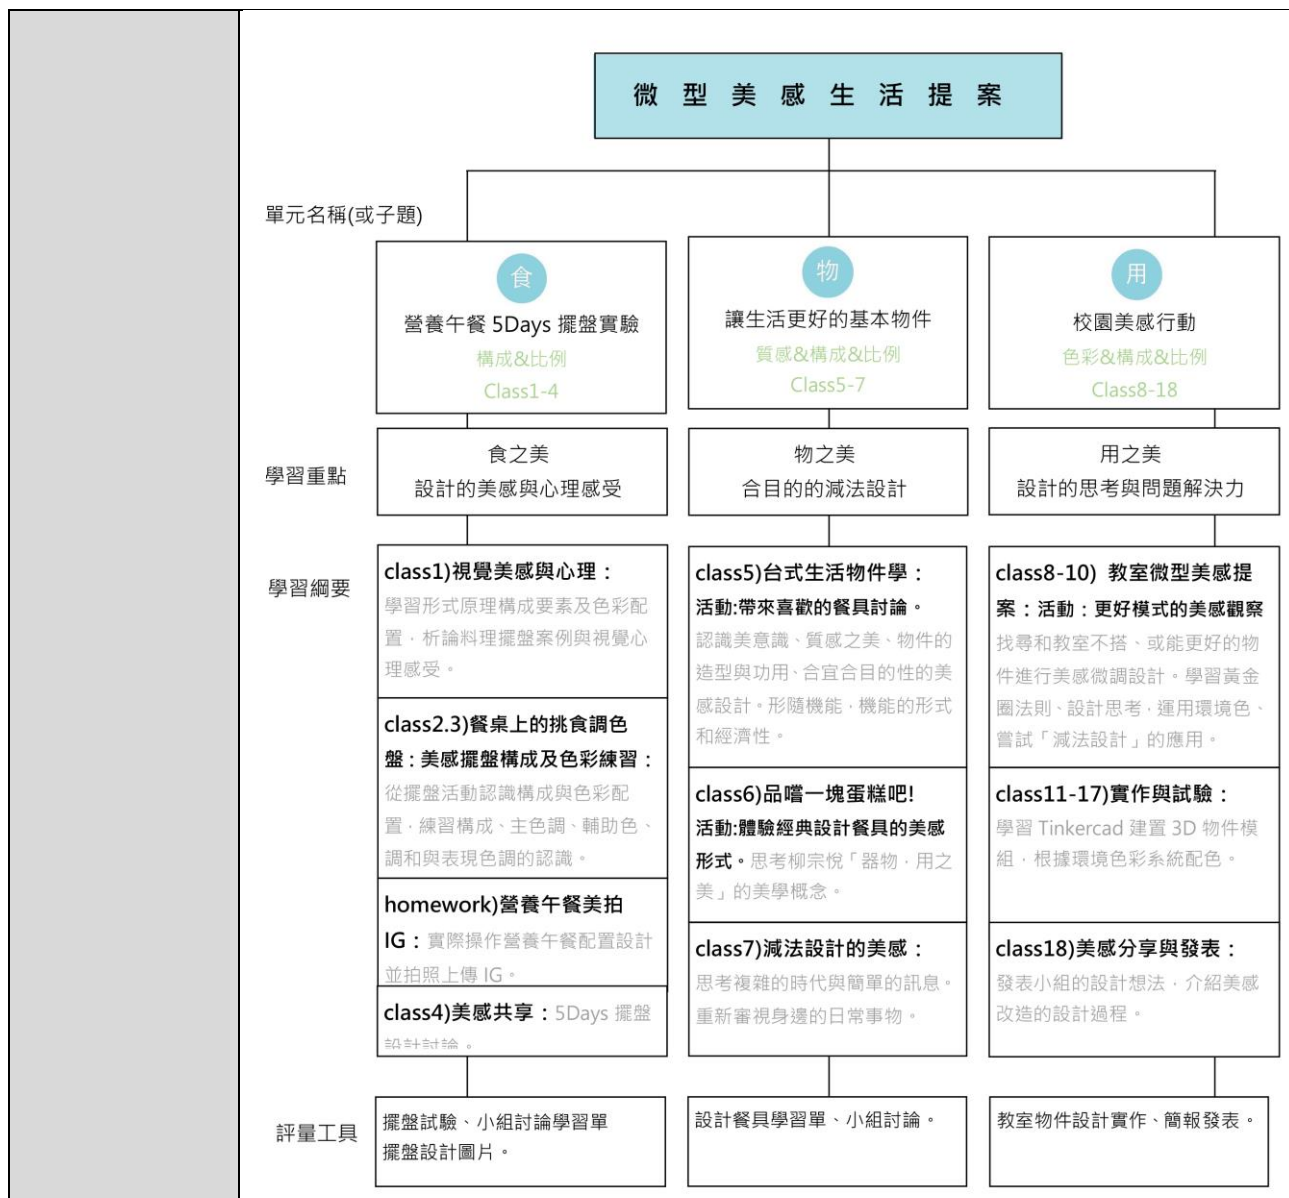 微型美感生活提案
單元名稱(或子題)
食
營養午餐 5Days 擺盤實驗
構成&比例
Class1-4
物
讓生活更好的基本物件
質感&構成&比例
Class5-7
用
校園美感行動
色彩&構成&比例
Class8-18
學習重點
食之美
設計的美感與心理感受
物之美
合目的的減法設計
用之美
設計的思考與問題解決力
學習綱要
class1)視覺美感與心理：
學習形式原理構成要素及色彩配
置，析論料理擺盤案例與視覺心
理感受。
class2.3)餐桌上的挑食調色
盤：美感擺盤構成及色彩練習：
從擺盤活動認識構成與色彩配
置，練習構成、主色調、輔助色、
調和與表現色調的認識。
homework)營養午餐美拍
IG：實際操作營養午餐配置設計
並拍照上傳 IG。
class4)美感共享：5Days 擺盤
設計討論。
class5)台式生活物件學：
活動:帶來喜歡的餐具討論。
認識美意識、質感之美、物件的
造型與功用、合宜合目的性的美
感設計。形隨機能，機能的形式
和經濟性。
class6)品嚐一塊蛋糕吧!
活動:體驗經典設計餐具的美感
形式。思考柳宗悅「器物，用之
美」的美學概念。
class7)減法設計的美感：
思考複雜的時代與簡單的訊息。
重新審視身邊的日常事物。
class8-10) 教室微型美感提
案：活動：更好模式的美感觀察
找尋和教室不搭、或能更好的物
件進行美感微調設計。學習黃金
圈法則、設計思考，運用環境色、
嘗試「減法設計」的應用。
class11-17)實作與試驗：
學習 Tinkercad 建置 3D 物件模
組，根據環境色彩系統配色。
class18)美感分享與發表：
發表小組的設計想法，介紹美感
改造的設計過程。
評量工具
擺盤試驗、小組討論學習單
擺盤設計圖片。
設計餐具學習單、小組討論。
教室物件設計實作、簡報發表。